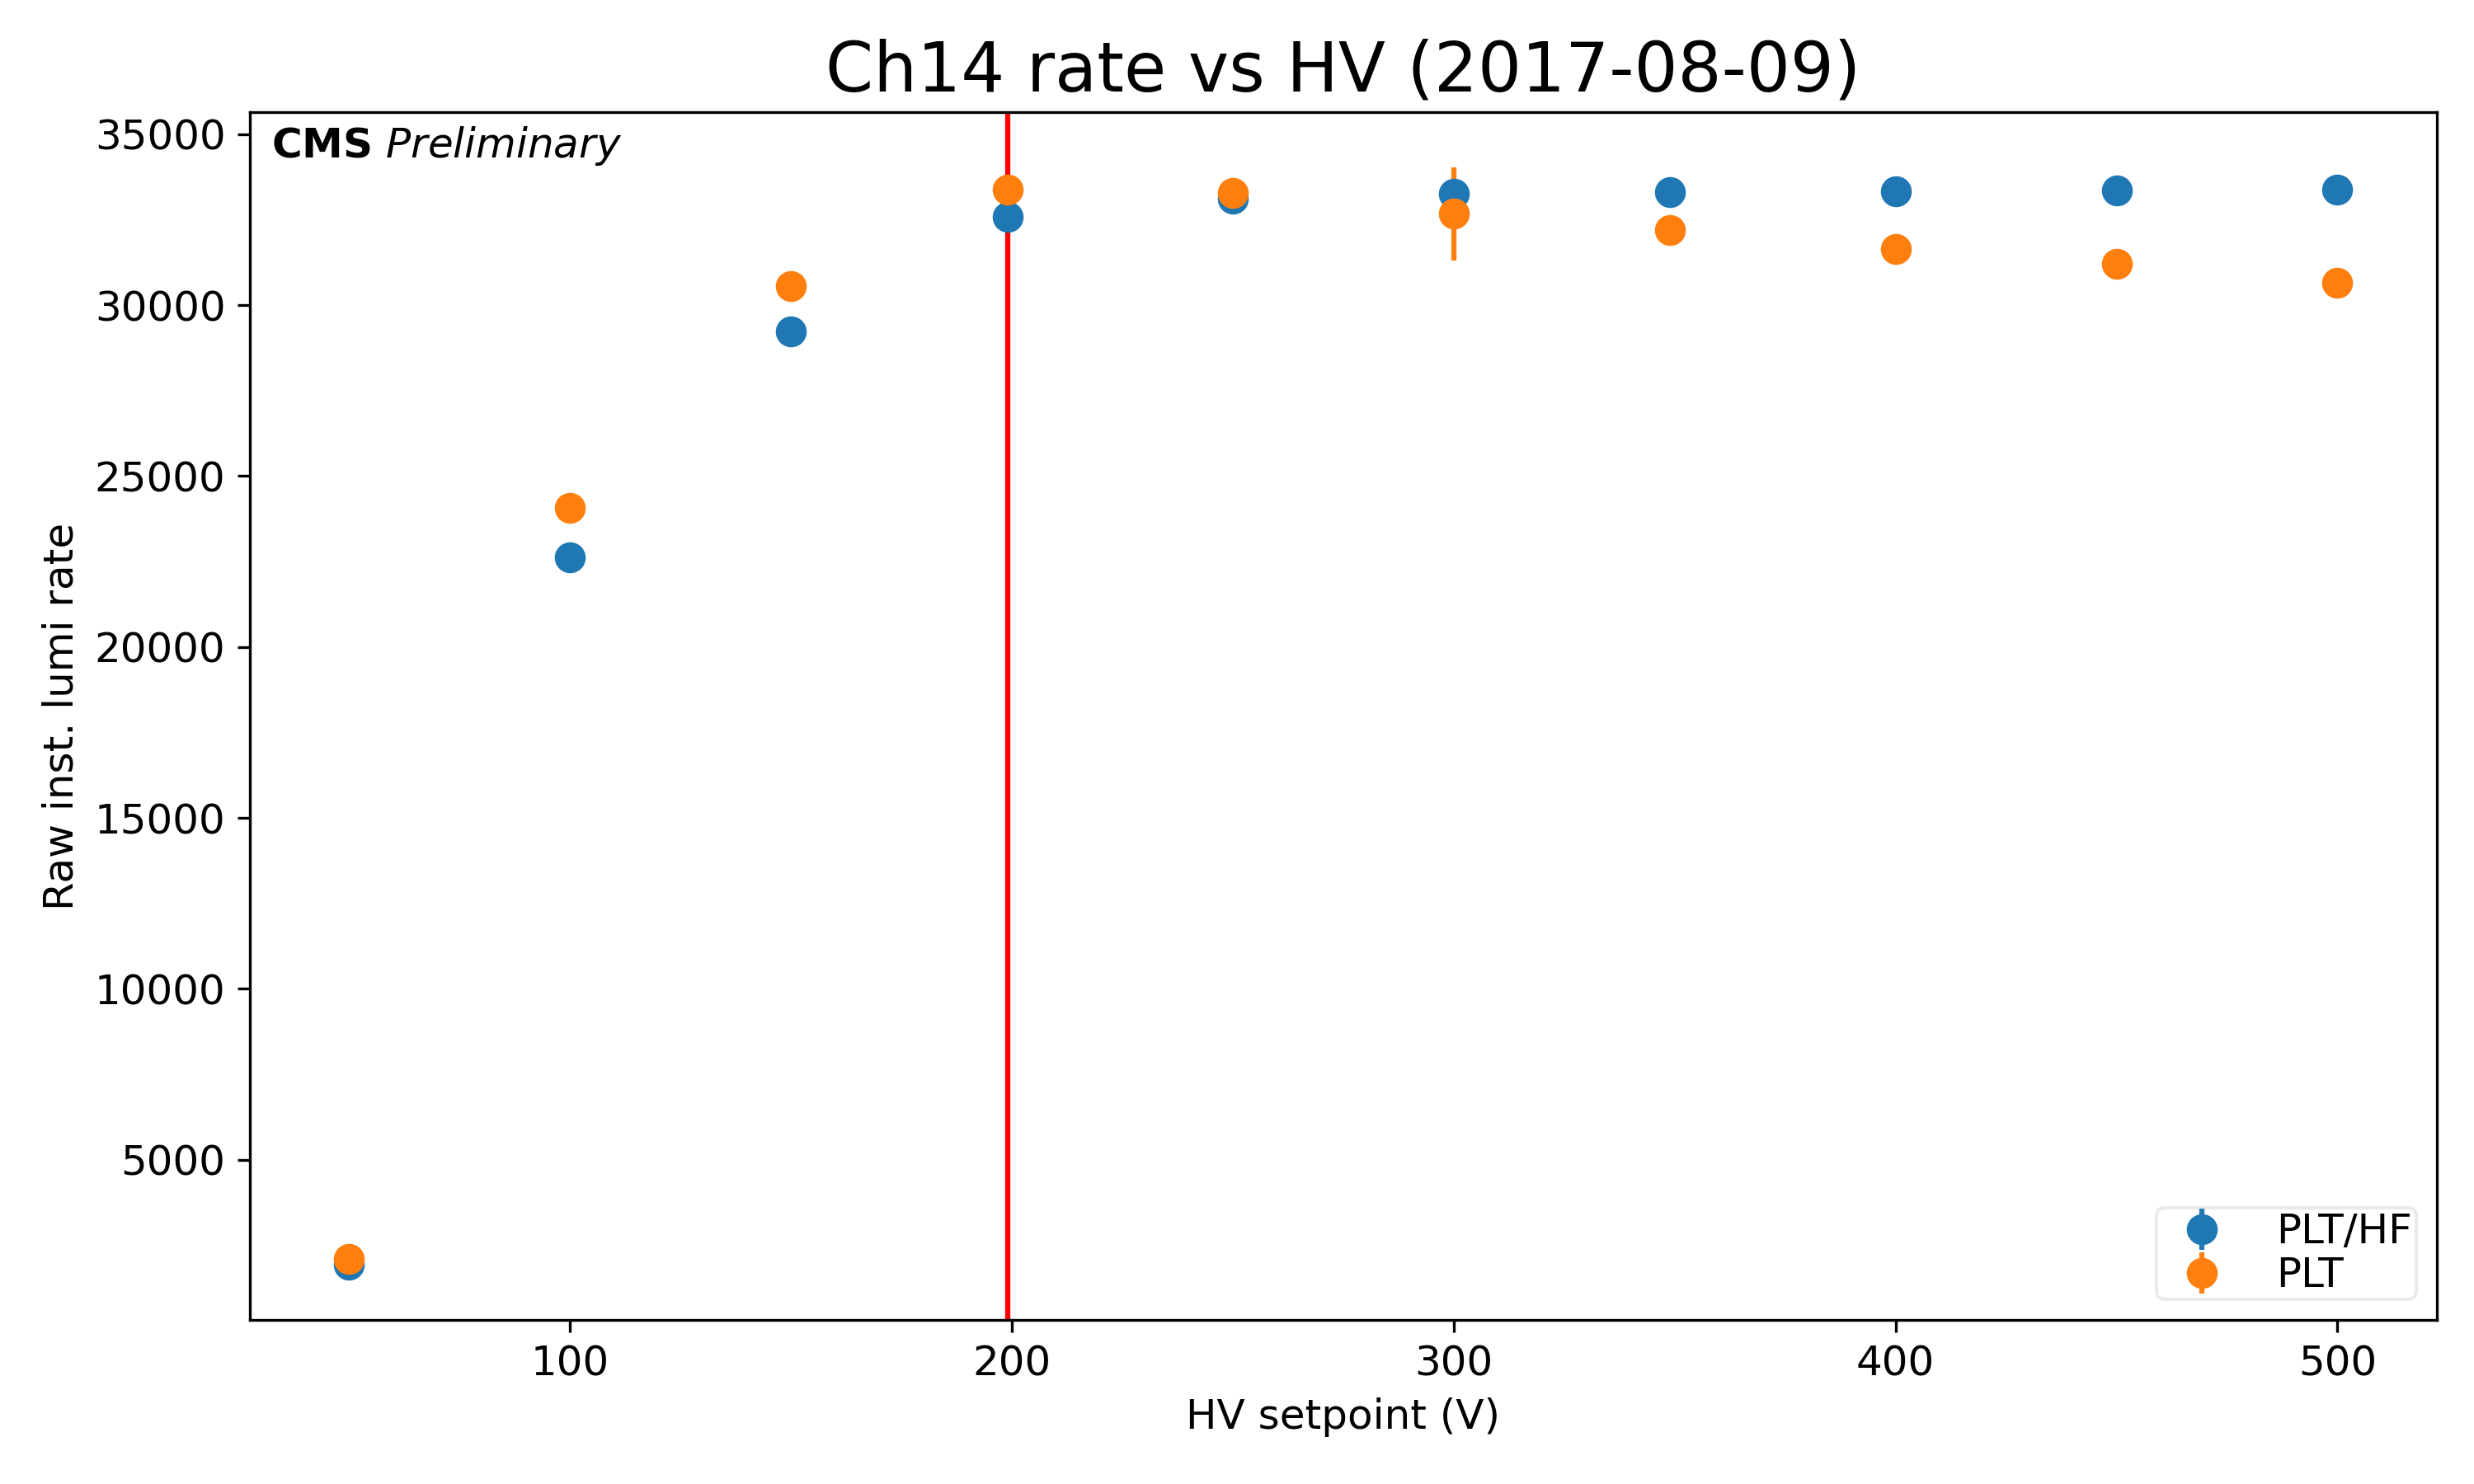 Ch14 rate vs HV (2017-08-09)
CMS Preliminary
35000
30000
25000
20000
15000
10000
5000
Raw inst. lumi rate
PLT/HF
PLT
100 200 300 400 500
HV setpoint (V)